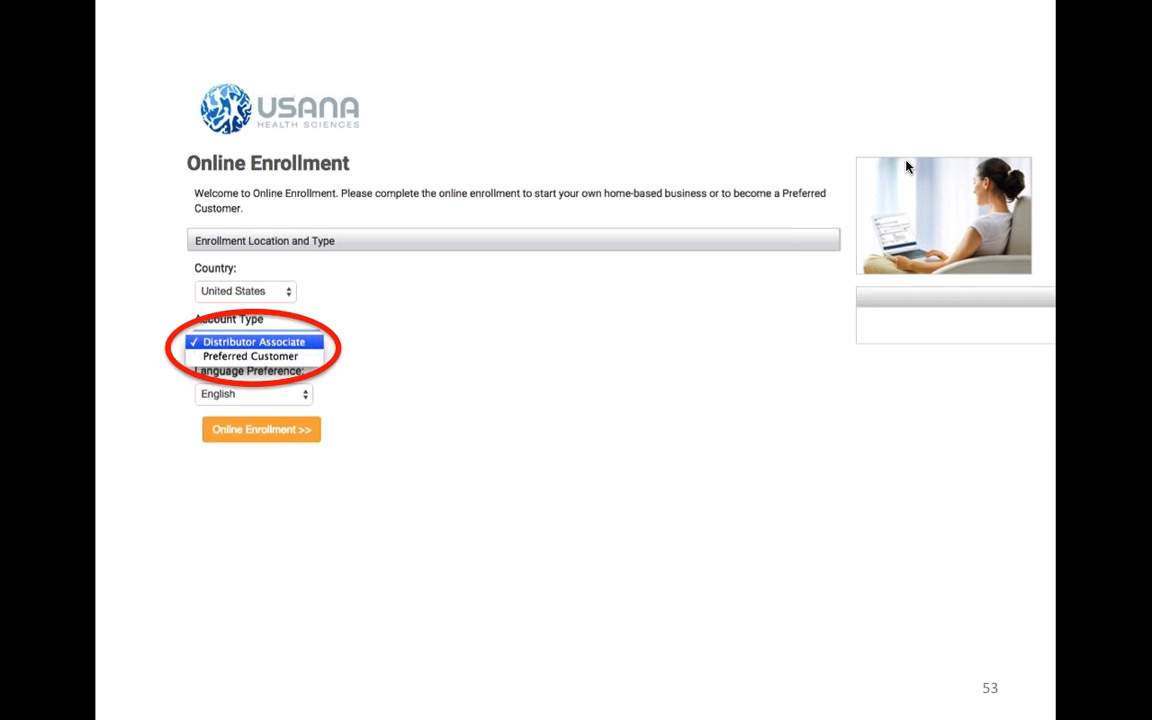 USANA
HEALTH SCIENCES
Online Enrollment
Welcome to Online Enrollment. Please complete the online enrollment to start your own home-based business or to become a Preferred
Customer.
Enrollment Location and Type
Country:
United States
Account Type
✓ Distributor Associate
Preferred Customer
Language Preference:
English
Online Enrollment >>
53